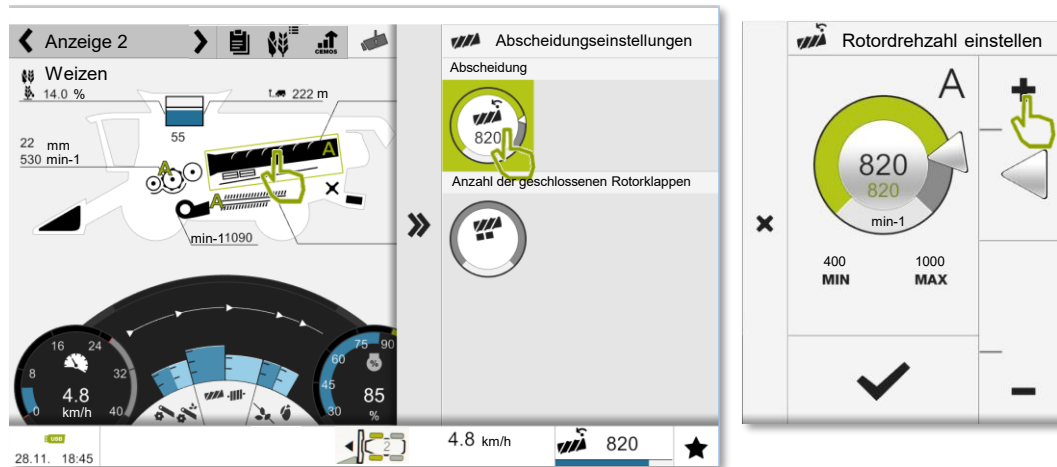 Anzeige 2
CEMOS
Weizen
14.0 %
t. 222 m
55
22 mm
530 min-1
A
A
A
min-11090
16 24
8 32
0 40
4.8
km/h
75 90
60
45
30
%
85
%
USB
28.11. 18:45
2
4.8 km/h
820
Abscheidungseinstellungen
Abscheidung
820
Anzahl der geschlossenen Rotorklappen
Rotordrehzahl einstellen
A
820
820
min-1
400 1000
MIN MAX